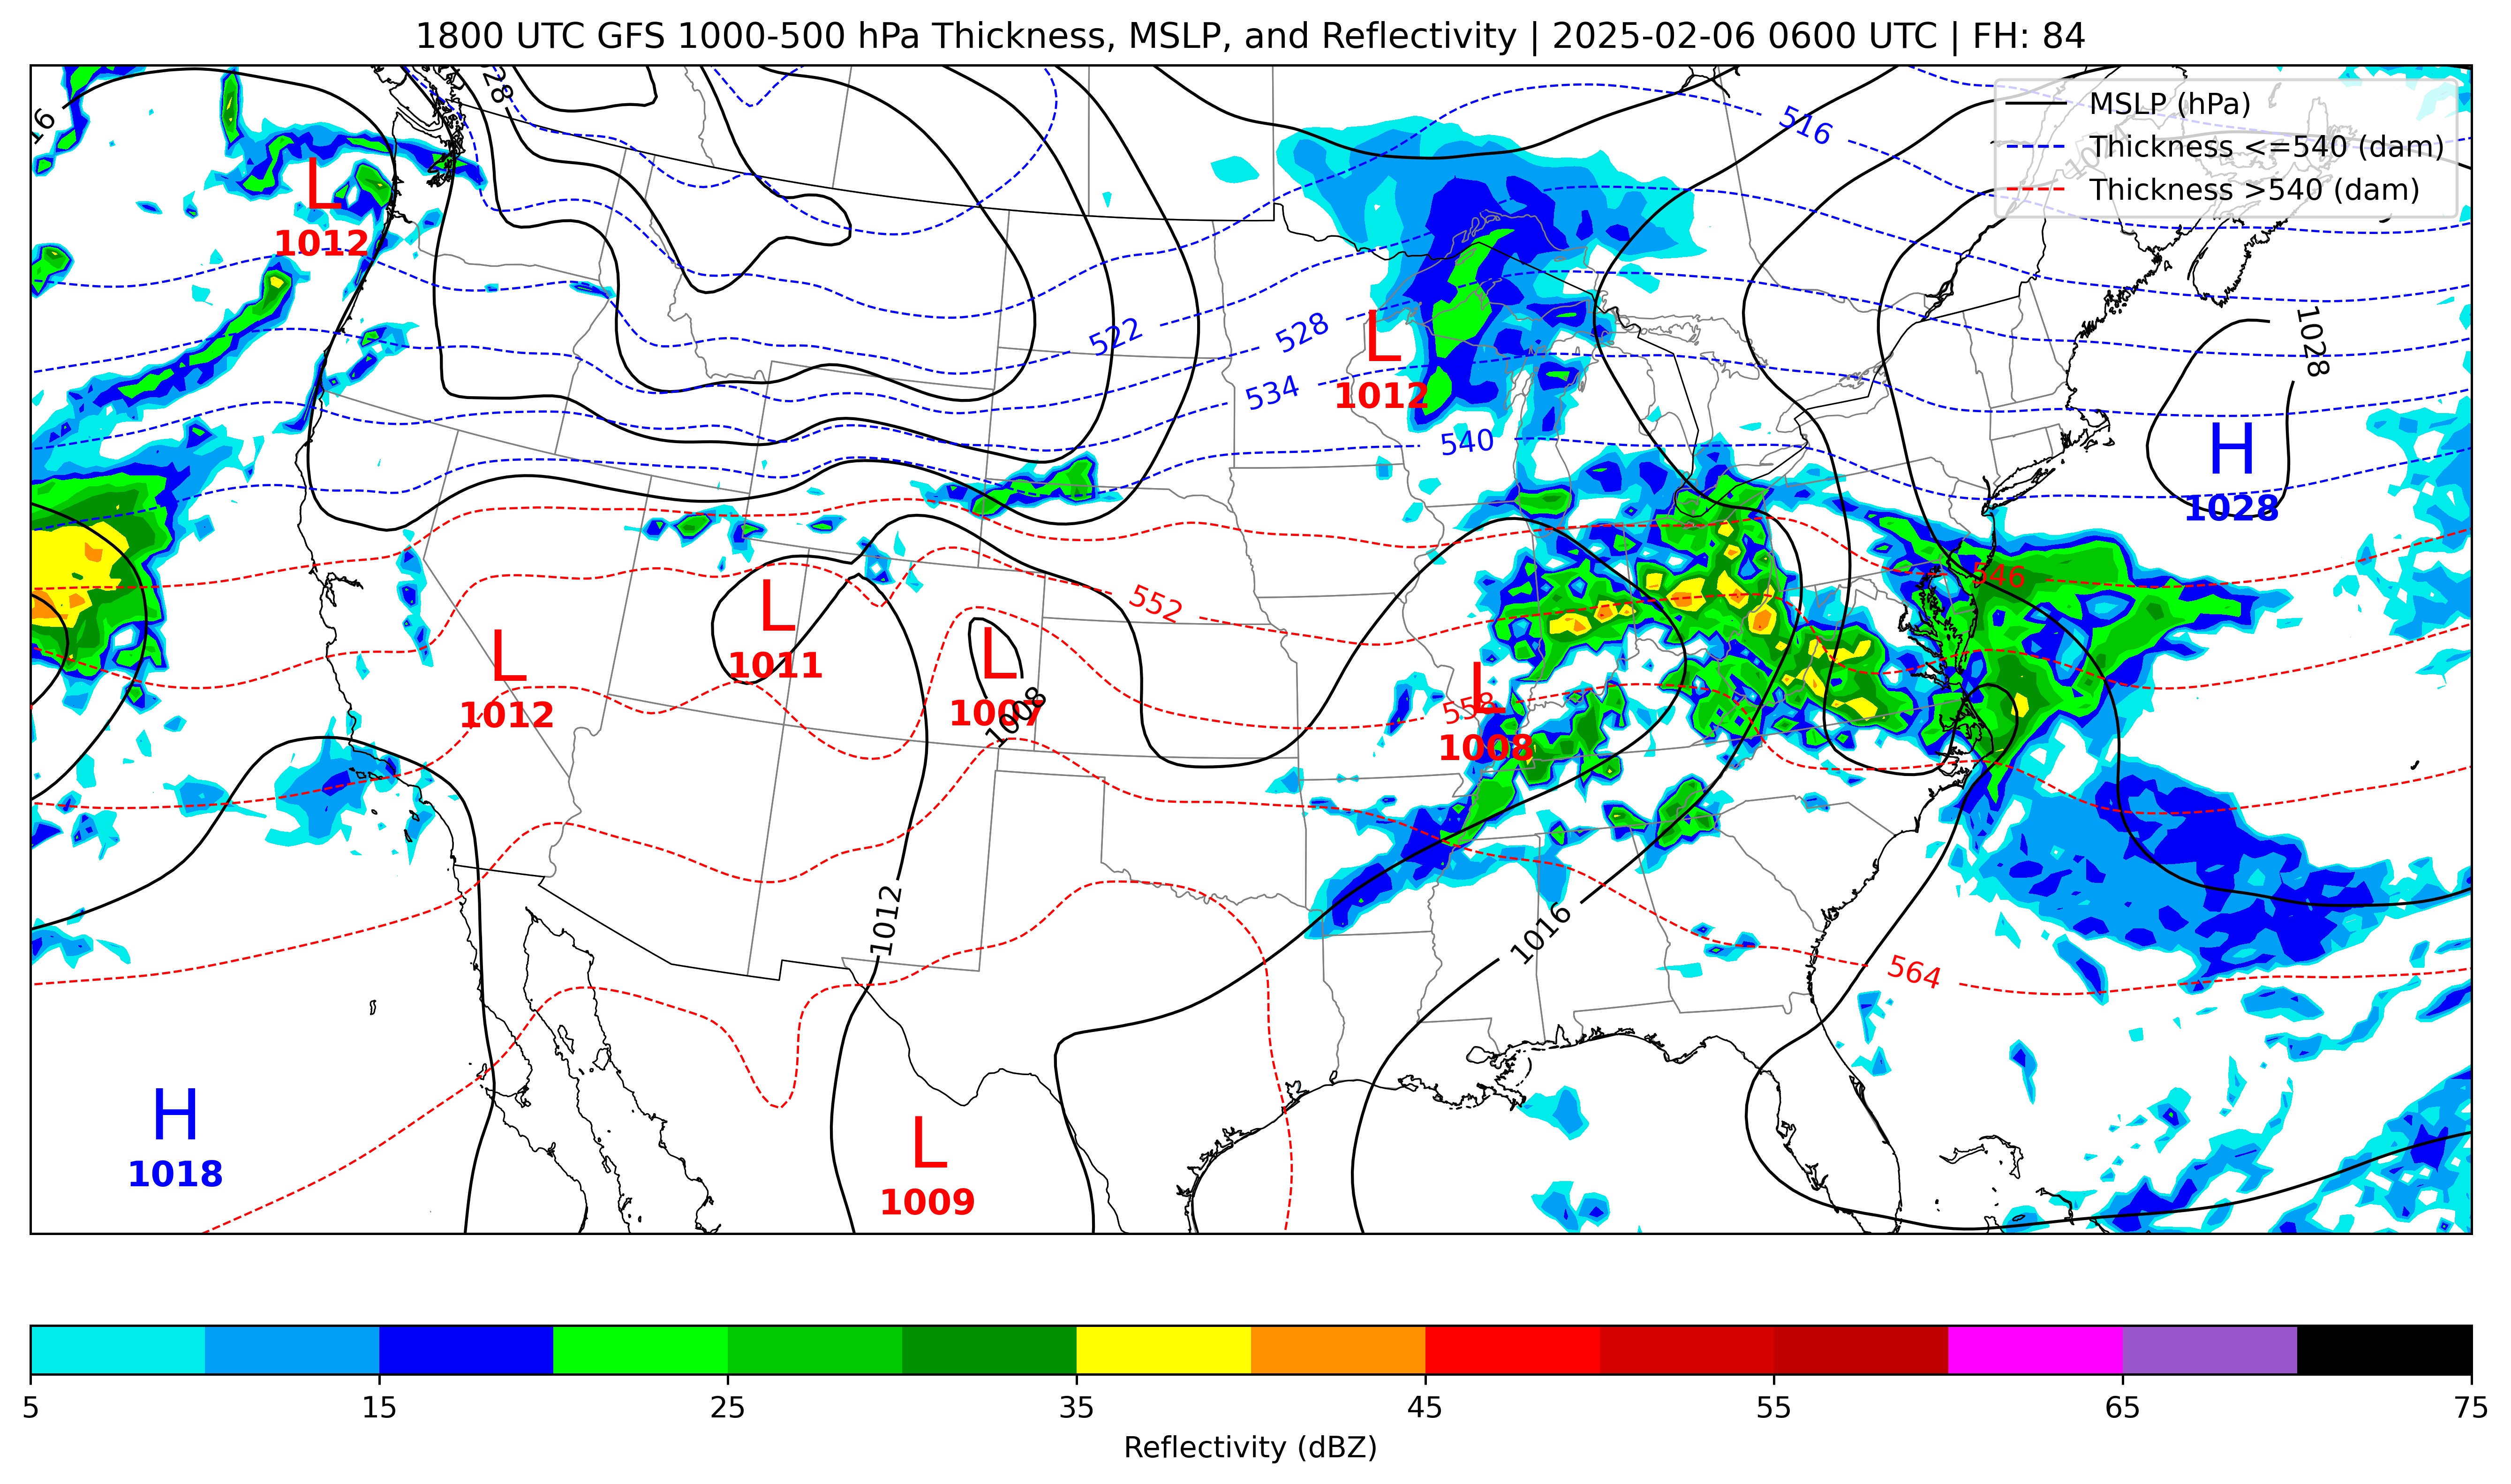 1800 UTC GFS 1000-500 hPa Thickness, MSLP, and Reflectivity | 2025-02-06 0600 UTC | FH: 84
MSLP (hPa)
Thickness <=540 (dam)
Thickness >540 (dam)
16
28
516
L
1012
1028
522
528
L
1012
534
540
H
1028
546
L
1011
552
L
1012
L
1007
1008
558
L
1008
1012
1016
564
H
1018
L
1009
5 15 25 35 45 55 65 75
Reflectivity (dBZ)